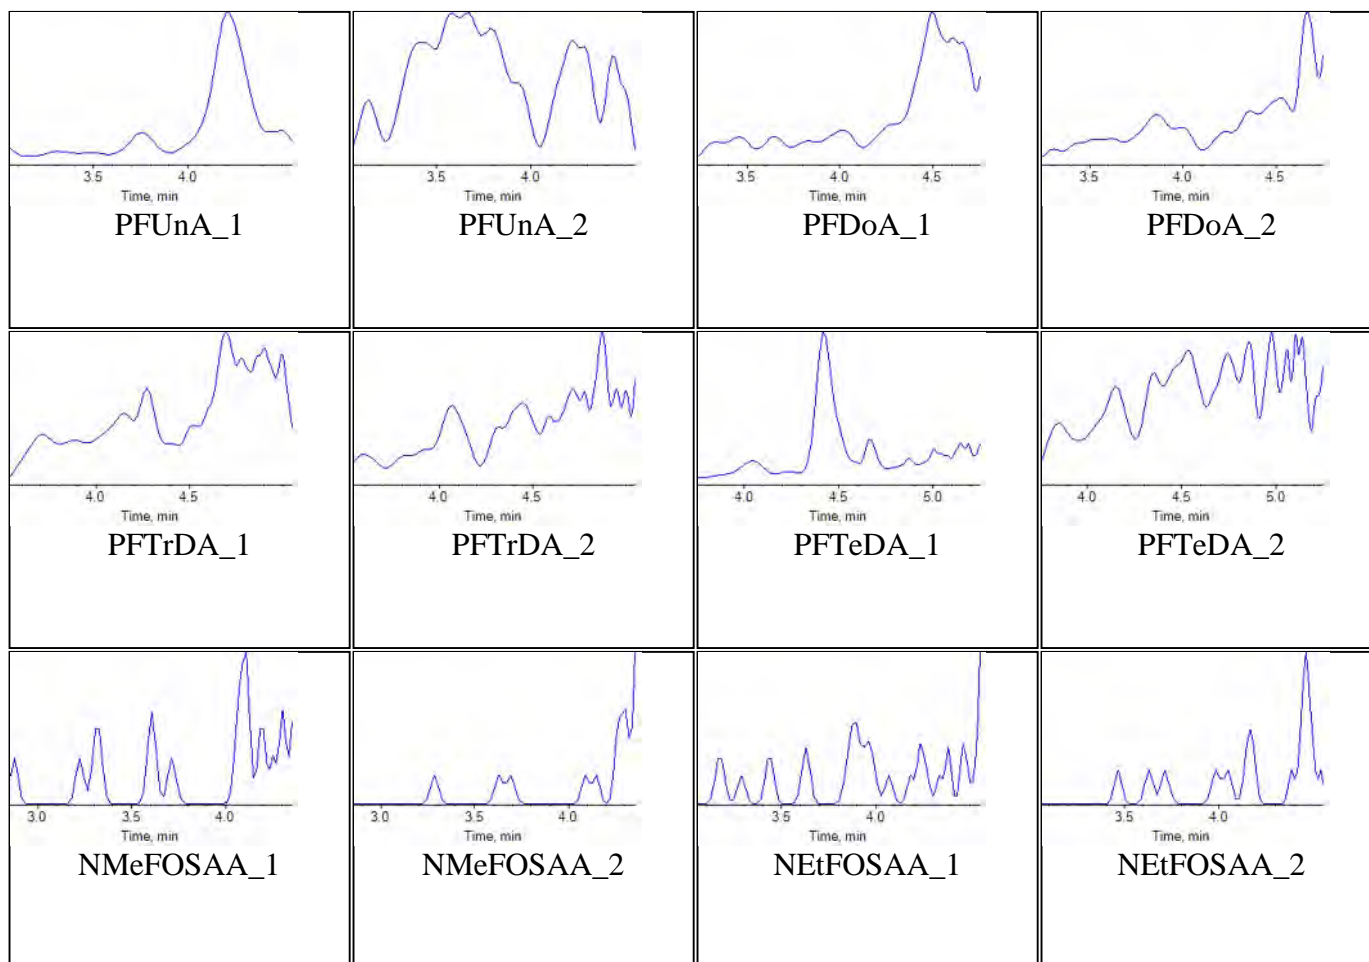 3.5 4.0
Time, min
PFUnA_1
3.5 4.0
Time, min
PFUnA_2
3.5 4.0 4.5
Time, min
PFDoA_1
3.5 4.0 4.5
Time, min
PFDoA_2
4.0 4.5
Time, min
PFTrDA_1
4.0 4.5
Time, min
PFTrDA_2
4.0 4.5 5.0
Time, min
PFTeDA_1
4.0 4.5 5.0
Time, min
PFTeDA_2
3.0 3.5 4.0
Time, min
NMeFOSAA_1
3.0 3.5 4.0
Time, min
NMeFOSAA_2
3.5 4.0
Time, min
NEtFOSAA_1
3.5 4.0
Time, min
NEtFOSAA_2